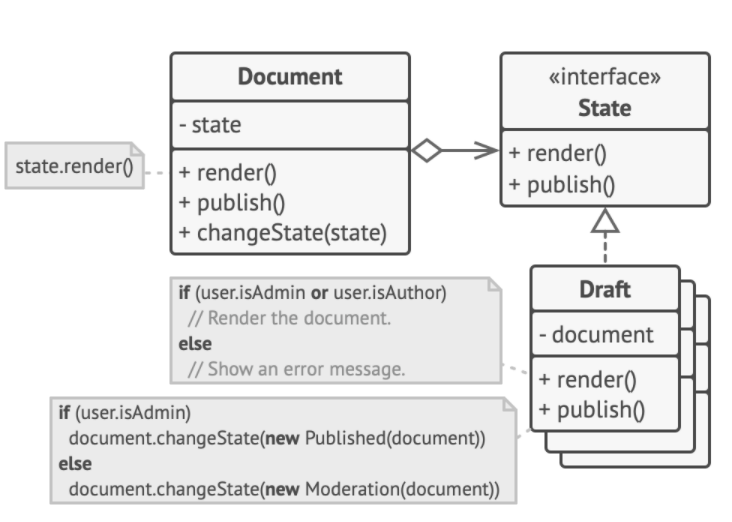 Document
- state
+ render()
+ publish()
+ changeState(state)
state.render()
«interface»
State
+ render()
+ publish()
Draft
- document
+ render()
+ publish()
if (user.isAdmin or user.isAuthor)
// Render the document.
else
// Show an error message.
if (user.isAdmin)
document.changeState(new Published(document))
else
document.changeState(new Moderation(document))